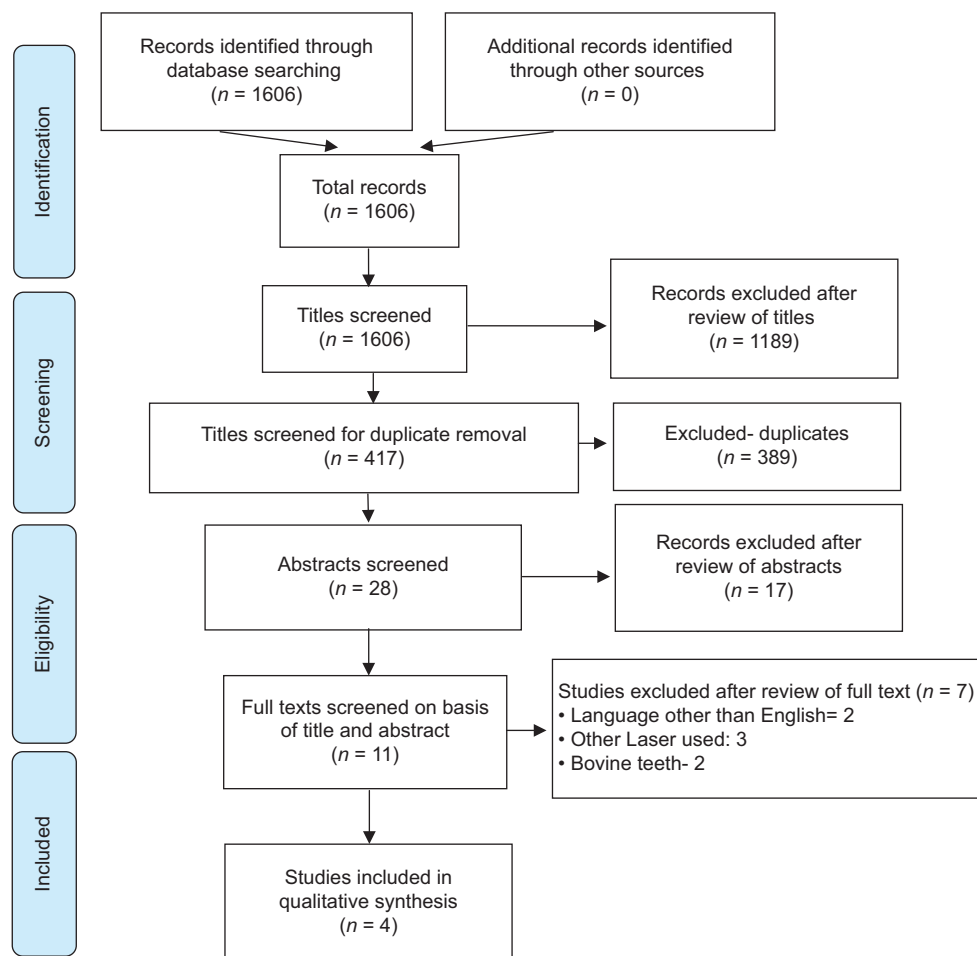 Identification
Records identified through
database searching
(n = 1606)
Additional records identified
through other sources
(n = 0)
Total records
(n = 1606)
Screening
Titles screened
(n = 1606)
Records excluded after
review of titles
(n = 1189)
Titles screened for duplicate removal
(n = 417)
Excluded- duplicates
(n = 389)
Eligibility
Abstracts screened
(n = 28)
Records excluded after
review of abstracts
(n = 17)
Full texts screened on basis
of title and abstract
(n = 11)
Studies excluded after review of full text (n = 7)
• Language other than English= 2
• Other Laser used: 3
• Bovine teeth- 2
Included
Studies included in
qualitative synthesis
(n = 4)